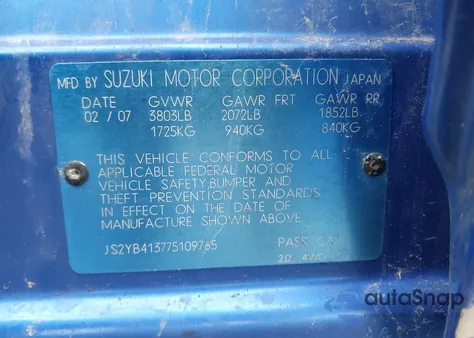 MFD BY SUZUKI MOTOR CORPORATION JAPAN
DATE GVWR GAWR FRT GAWR RR
02 / 07 3803LB 2072LB 1852LB
1725KG 940KG 840KG
THIS VEHICLE CONFORMS TO ALL
APPLICABLE FEDERAL MOTOR
VEHICLE SAFETY,BUMPER AND
THEFT PREVENTION STANDARDS
IN EFFECT ON THE DATE OF
MANUFACTURE SHOWN ABOVE
JS2YB413775109765 PASS CAR
4WD
autoSnap